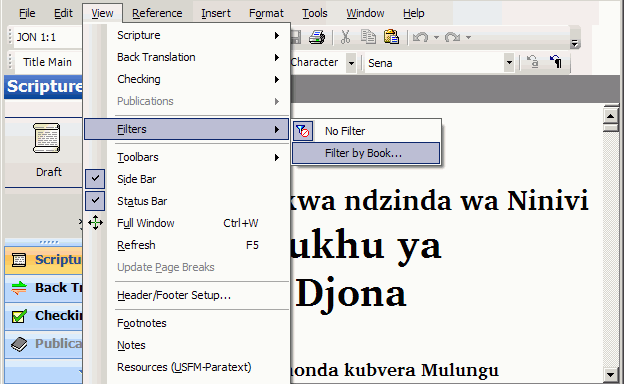 File Edit View Reference Insert Format Tools Window Help
JON 1:1
Title Main
Character Sena
Scripture
Draft
Scriptu
Back Tr
Checkin
Publica
Scripture
Back Translation
Checking
Publications
Filters
Toolbars
Side Bar
Status Bar
Full Window Ctrl+W
Refresh F5
Update Page Breaks
Header/Footer Setup...
Footnotes
Notes
Resources (USFM-Paratext)
No Filter
Filter by Book...
kwa ndzinda wa Ninivi
ukhu ya
Djona
onda kubvera Mulungu